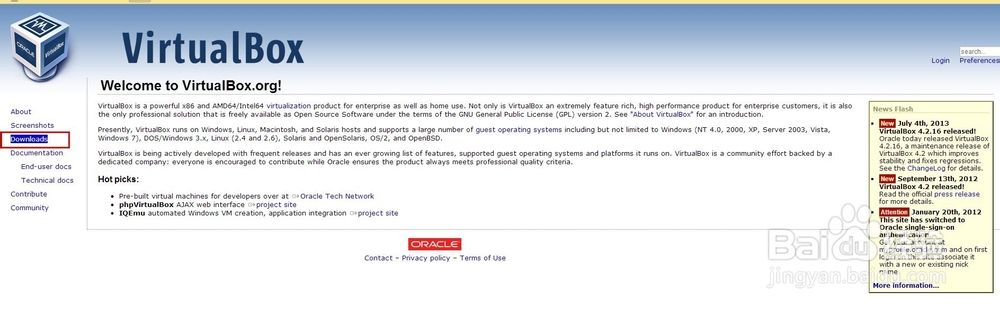 VM
ORACLE
VirtualBox
VirtualBox
search...
Login Preferences
Welcome to VirtualBox.org!
About
Screenshots
Downloads
Documentation
End-user docs
Technical docs
Contribute
Community
VirtualBox is a powerful x86 and AMD64/Intel64 virtualization product for enterprise as well as home use. Not only is VirtualBox an extremely feature rich, high performance product for enterprise customers, it is also
the only professional solution that is freely available as Open Source Software under the terms of the GNU General Public License (GPL) version 2. See "About VirtualBox" for an introduction.
Presently, VirtualBox runs on Windows, Linux, Macintosh, and Solaris hosts and supports a large number of guest operating systems including but not limited to Windows (NT 4.0, 2000, XP, Server 2003, Vista,
Windows 7), DOS/Windows 3.x, Linux (2.4 and 2.6), Solaris and OpenSolaris, OS/2, and OpenBSD.
VirtualBox is being actively developed with frequent releases and has an ever growing list of features, supported guest operating systems and platforms it runs on. VirtualBox is a community effort backed by a
dedicated company: everyone is encouraged to contribute while Oracle ensures the product always meets professional quality criteria.
Hot picks:
• Pre-built virtual machines for developers over at Oracle Tech Network
• phpVirtualBox AJAX web interface project site
• IQEmu automated Windows VM creation, application integration project site
News Flash
• New July 4th, 2013
VirtualBox 4.2.16 released!
Oracle today released VirtualBox
4.2.16, a maintenance release of
VirtualBox 4.2 which improves
stability and fixes regressions.
See the ChangeLog for details.
• New September 13th, 2012
VirtualBox 4.2 released!
Read the official press release
for more details.
• Attention January 20th, 2012
This site has switched to
Oracle single-sign-on
and on first
associate it
with a new or existing nick
name.
More information...
ORACLE
Contact – Privacy policy – Terms of Use
Baidu 经验
jingyan.baidu.com